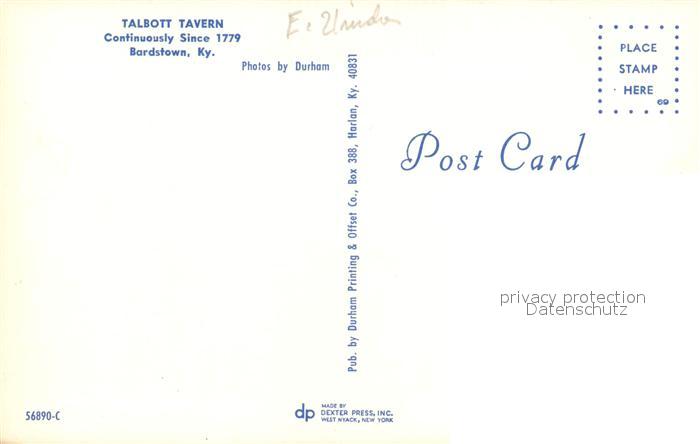 TALBOTT TAVERN
Continuously Since 1779
Bardstown, Ky.
Photos by Durham
Pub. by Durham Printing & Offset Co., Box 388, Harlan, Ky. 40831
PLACE
STAMP
HERE
69
Post Card
privacy protection
Datenschutz
56890-C
dp
MADE BY
DEXTER PRESS, INC.
WEST NYACK, NEW YORK